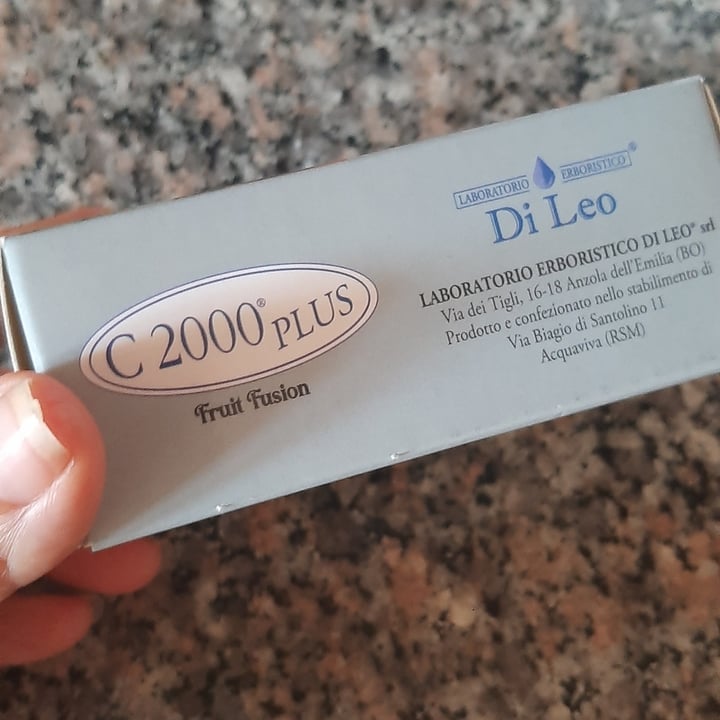 C 2000® PLUS
Fruit Fusion
LABORATORIO ERBORISTICO®
Di Leo
LABORATORIO ERBORISTICO DI LEO® srl
Via dei Tigli, 16-18 Anzola dell'Emilia (BO)
Prodotto e confezionato nello stabilimento di
Via Biagio di Santolino 11
Acquaviva (RSM)